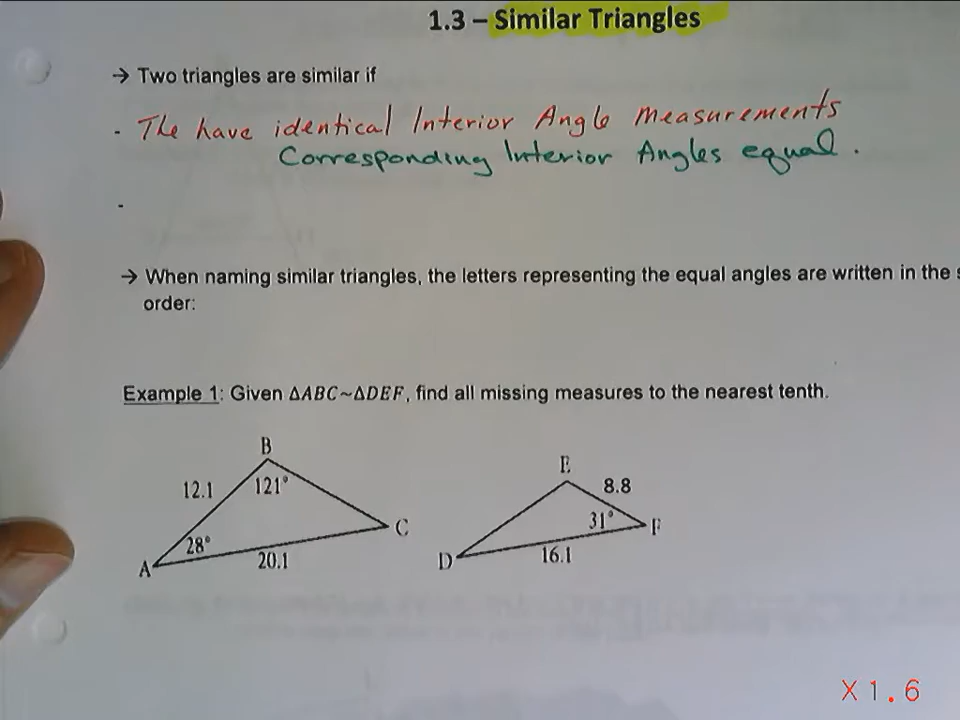 1.3 – Similar Triangles
→ Two triangles are similar if
- The have identical Interior Angle Measurements
Corresponding Interior Angles equal.
-
→ When naming similar triangles, the letters representing the equal angles are written in the
order:
Example 1: Given ΔABC~ΔDEF, find all missing measures to the nearest tenth.
B
12.1
121°
28°
A
20.1
C
E
8.8
31°
F
D
16.1
X1.6